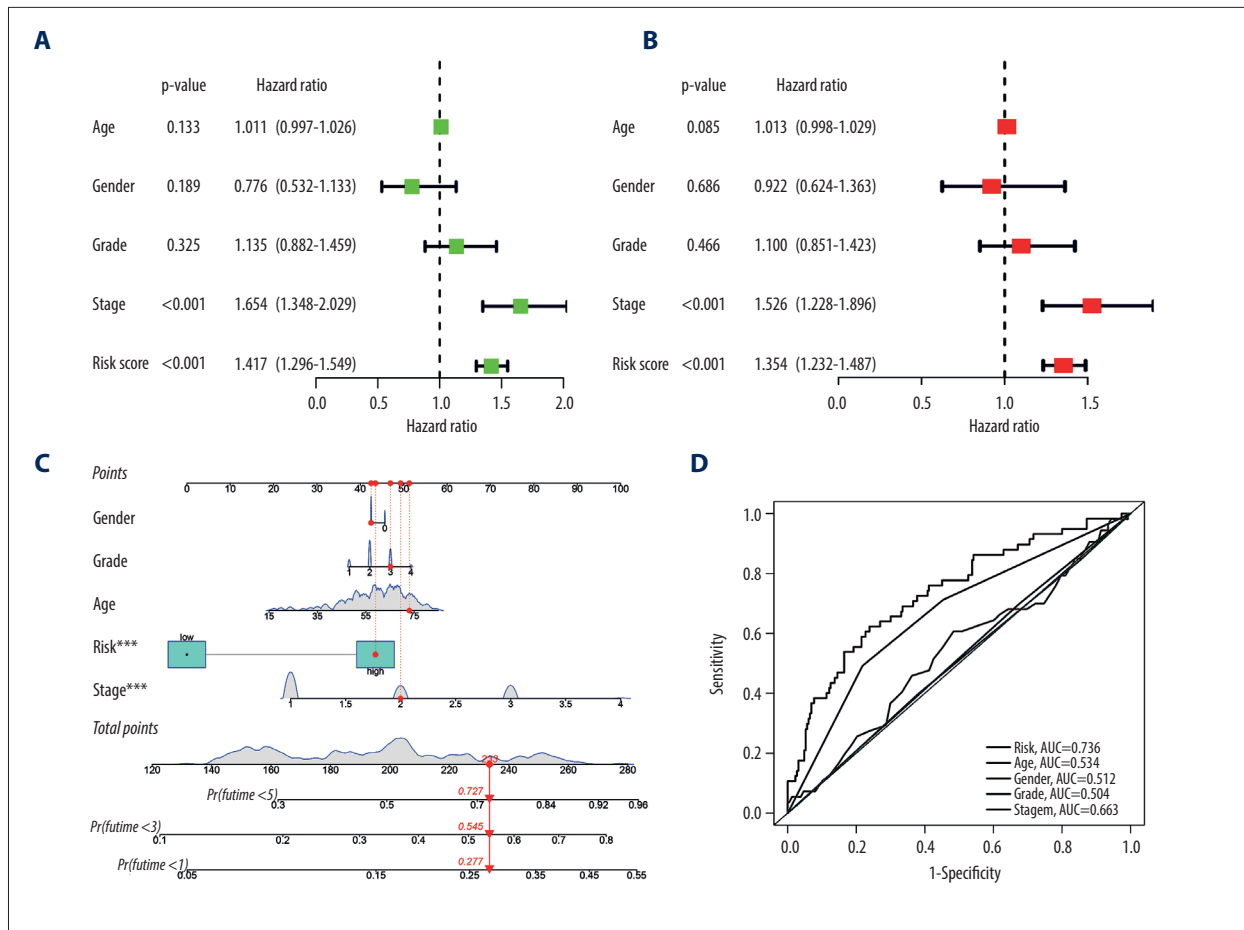 A
p-value Hazard ratio
Age 0.133 1.011 (0.997-1.026)
Gender 0.189 0.776 (0.532-1.133)
Grade 0.325 1.135 (0.882-1.459)
Stage <0.001 1.654 (1.348-2.029)
Risk score <0.001 1.417 (1.296-1.549)
0.0 0.5 1.0 1.5 2.0
Hazard ratio
B
p-value Hazard ratio
Age 0.085 1.013 (0.998-1.029)
Gender 0.686 0.922 (0.624-1.363)
Grade 0.466 1.100 (0.851-1.423)
Stage <0.001 1.526 (1.228-1.896)
Risk score <0.001 1.354 (1.232-1.487)
0.0 0.5 1.0 1.5
Hazard ratio
C
Points
0 10 20 30 40 50 60 70 80 90 100
Gender
0
Grade
1 2 3 4
Age
15 35 55 75
low
Risk***
high
Stage***
1 1.5 2 2.5 3 3.5 4
Total points
233
120 140 160 180 200 220 240 260 280
0.727
Pr(futime <5)
0.3 0.5 0.7 0.84 0.92 0.96
0.545
Pr(futime <3)
0.1 0.2 0.3 0.4 0.5 0.6 0.7 0.8
0.277
Pr(futime <1)
0.05 0.15 0.25 0.35 0.45 0.55
D
1.0
0.8
0.6
0.4
0.2
0.0
Sensitivity
Risk, AUC=0.736
Age, AUC=0.534
Gender, AUC=0.512
Grade, AUC=0.504
Stagem, AUC=0.663
0.0 0.2 0.4 0.6 0.8 1.0
1-Specificity